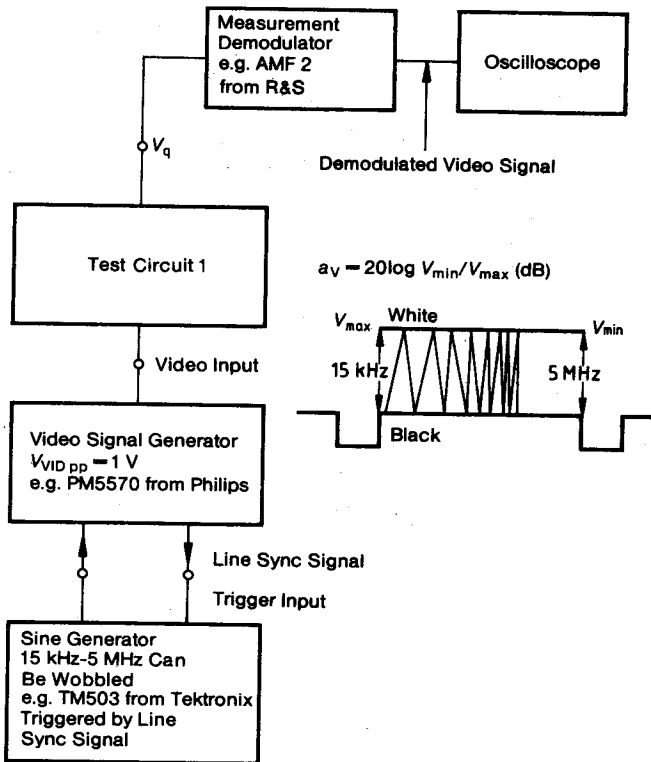 Measurement
Demodulator
e.g. AMF 2
from R&S
Oscilloscope
Vq
Demodulated Video Signal
Test Circuit 1
aV = 20log Vmin/Vmax (dB)
Vmax
White
Vmin
15 kHz
5 MHz
Black
Video Input
Video Signal Generator
VVID pp = 1 V
e.g. PM5570 from Philips
Line Sync Signal
Trigger Input
Sine Generator
15 kHz-5 MHz Can
Be Wobbled
e.g. TM503 from Tektronix
Triggered by Line
Sync Signal